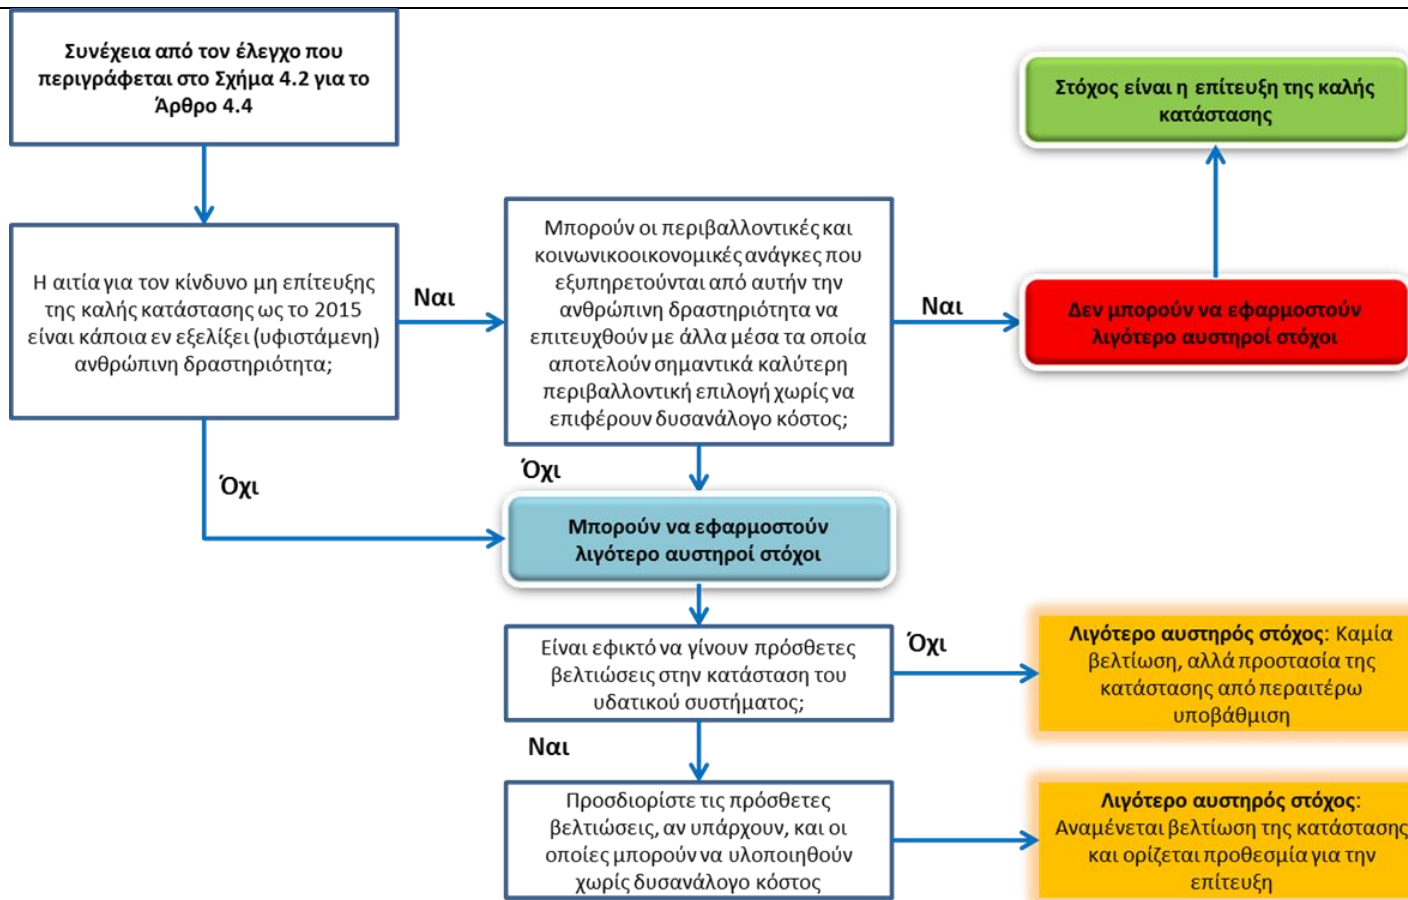 Συνέχεια από τον έλεγχο που
περιγράφεται στο Σχήμα 4.2 για το
Άρθρο 4.4
Στόχος είναι η επίτευξη της καλής
κατάστασης
Η αιτία για τον κίνδυνο μη επίτευξης
της καλής κατάστασης ως το 2015
είναι κάποια εν εξελίξει (υφιστάμενη)
ανθρώπινη δραστηριότητα;
Ναι
Μπορούν οι περιβαλλοντικές και
κοινωνικοοικονομικές ανάγκες που
εξυπηρετούνται από αυτήν την
ανθρώπινη δραστηριότητα να
επιτευχθούν με άλλα μέσα τα οποία
αποτελούν σημαντικά καλύτερη
περιβαλλοντική επιλογή χωρίς να
επιφέρουν δυσανάλογο κόστος;
Ναι
Δεν μπορούν να εφαρμοστούν
λιγότερο αυστηροί στόχοι
Όχι
Όχι
Μπορούν να εφαρμοστούν
λιγότερο αυστηροί στόχοι
Είναι εφικτό να γίνουν πρόσθετες
βελτιώσεις στην κατάσταση του
υδατικού συστήματος;
Όχι
Λιγότερο αυστηρός στόχος: Καμία
βελτίωση, αλλά προστασία της
κατάστασης από περαιτέρω
υποβάθμιση
Ναι
Προσδιορίστε τις πρόσθετες
βελτιώσεις, αν υπάρχουν, και οι
οποίες μπορούν να υλοποιηθούν
χωρίς δυσανάλογο κόστος
Λιγότερο αυστηρός στόχος:
Αναμένεται βελτίωση της κατάστασης
και ορίζεται προθεσμία για την
επίτευξη